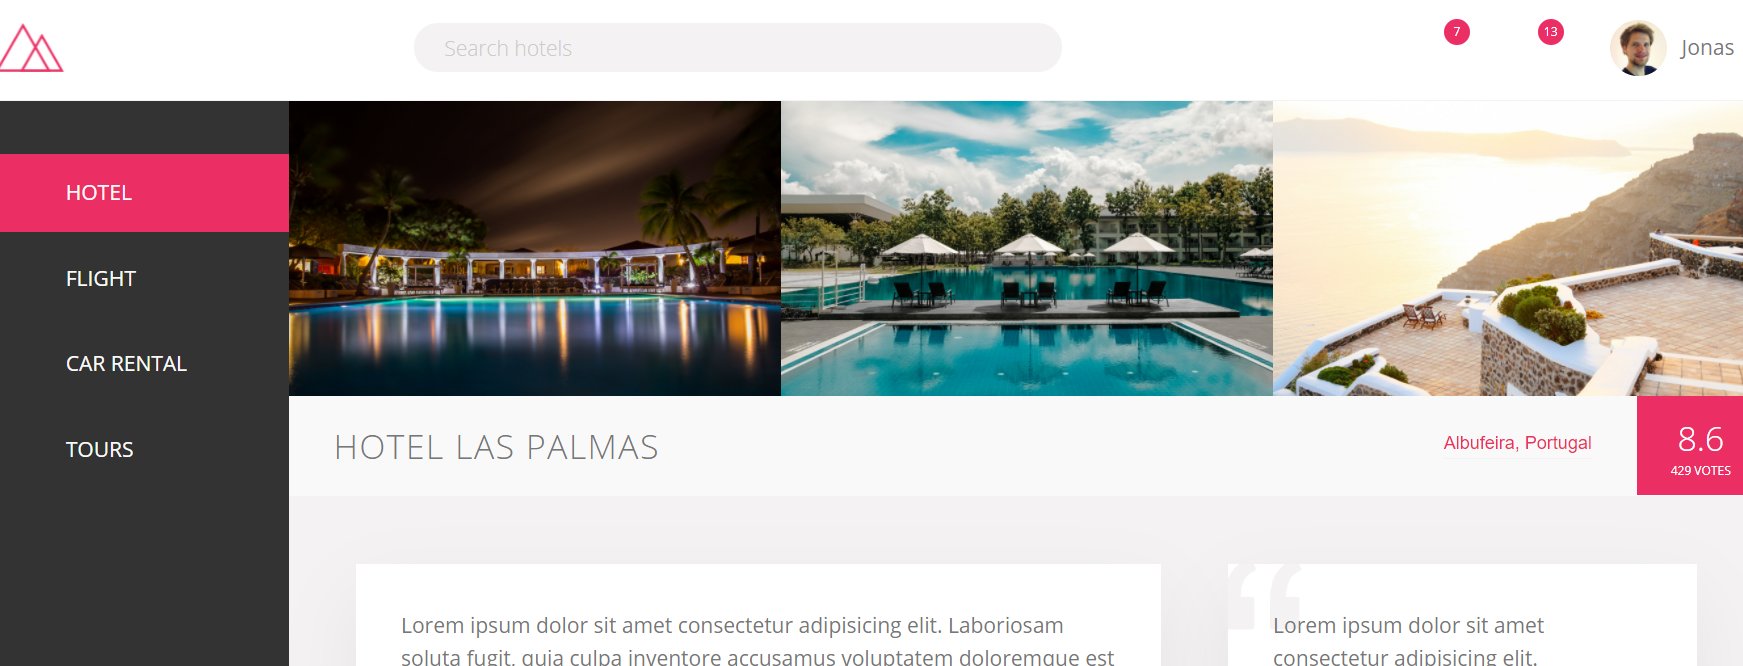 Search hotels
7
13
Jonas
HOTEL
FLIGHT
CAR RENTAL
TOURS
HOTEL LAS PALMAS
Albufeira, Portugal
8.6
429 VOTES
Lorem ipsum dolor sit amet consectetur adipisicing elit. Laboriosam
soluta fugit, quia culpa inventore accusamus voluptatem doloremque est
“
Lorem ipsum dolor sit amet
consectetur adipisicing elit.